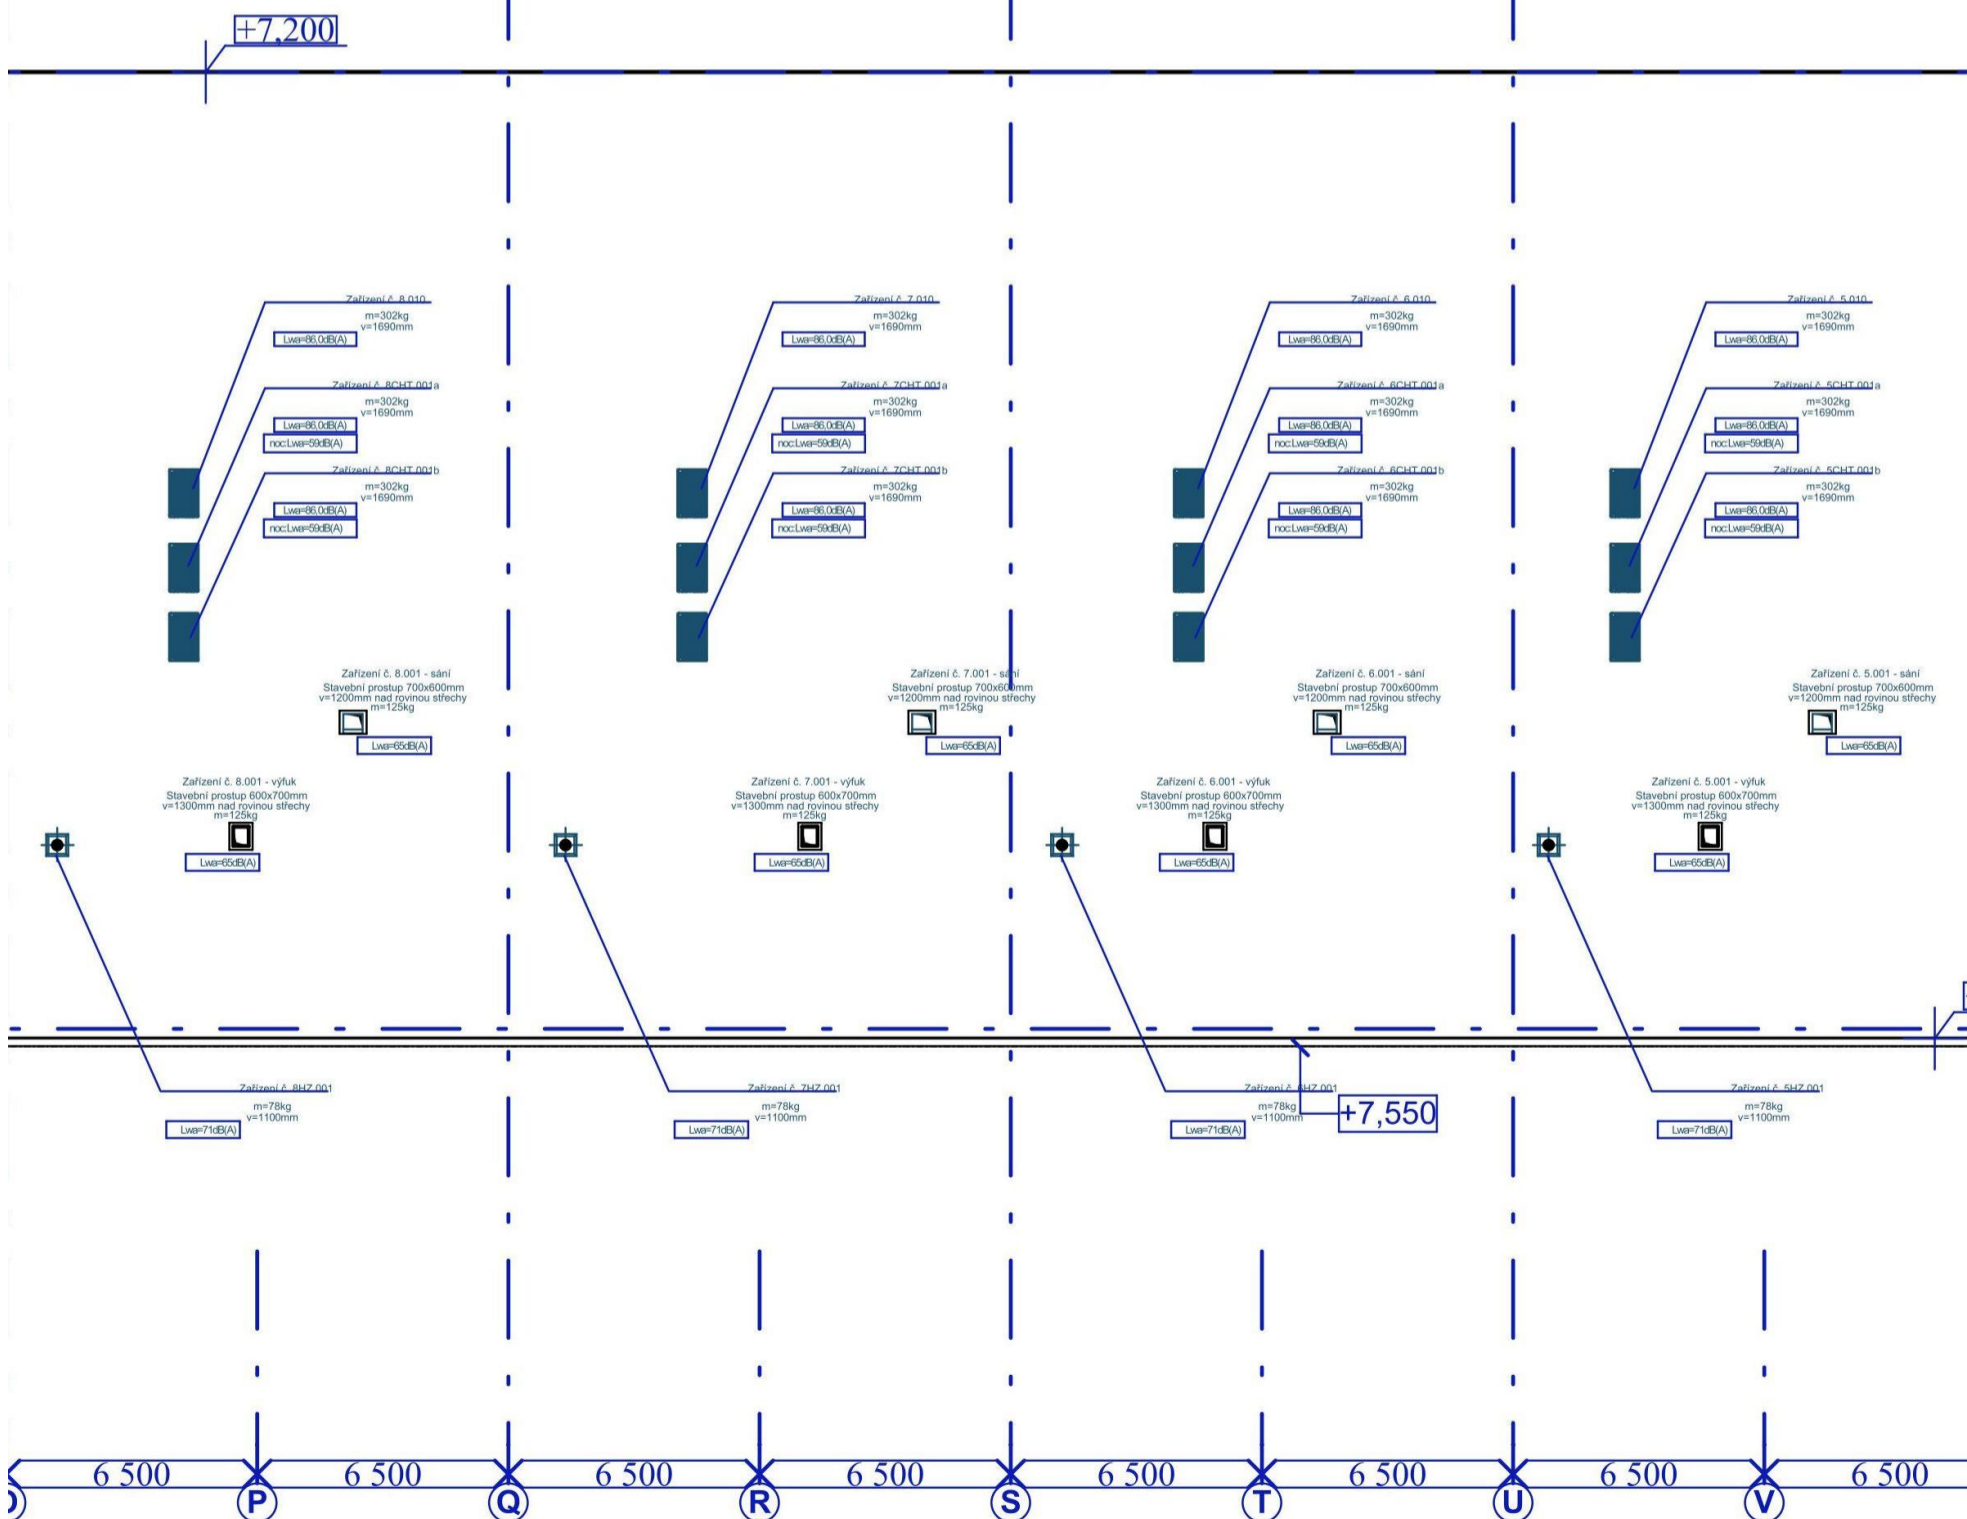 +7,200
Zařízení č. 8.010
m=302kg
v=1690mm
Lwa=86,0dB(A)
Zařízení č. 8CHT.001a
m=302kg
v=1690mm
Lwa=86,0dB(A)
noc:Lwa=59dB(A)
Zařízení č. 8CHT.001b
m=302kg
v=1690mm
Lwa=86,0dB(A)
noc:Lwa=59dB(A)
Zařízení č. 8.001 - sání
Stavební prostup 700x600mm
v=1200mm nad rovinou střechy
m=125kg
Lwa=65dB(A)
Zařízení č. 8.001 - výfuk
Stavební prostup 600x700mm
v=1300mm nad rovinou střechy
m=125kg
Lwa=65dB(A)
Zařízení č. 8HZ.001
m=78kg
v=1100mm
Lwa=71dB(A)
Zařízení č. 7.010
m=302kg
v=1690mm
Lwa=86,0dB(A)
Zařízení č. 7CHT.001a
m=302kg
v=1690mm
Lwa=86,0dB(A)
noc:Lwa=59dB(A)
Zařízení č. 7CHT.001b
m=302kg
v=1690mm
Lwa=86,0dB(A)
noc:Lwa=59dB(A)
Zařízení č. 7.001 - sání
Stavební prostup 700x600mm
v=1200mm nad rovinou střechy
m=125kg
Lwa=65dB(A)
Zařízení č. 7.001 - výfuk
Stavební prostup 600x700mm
v=1300mm nad rovinou střechy
m=125kg
Lwa=65dB(A)
Zařízení č. 7HZ.001
m=78kg
v=1100mm
Lwa=71dB(A)
Zařízení č. 6.010
m=302kg
v=1690mm
Lwa=86,0dB(A)
Zařízení č. 6CHT.001a
m=302kg
v=1690mm
Lwa=86,0dB(A)
noc:Lwa=59dB(A)
Zařízení č. 6CHT.001b
m=302kg
v=1690mm
Lwa=86,0dB(A)
noc:Lwa=59dB(A)
Zařízení č. 6.001 - sání
Stavební prostup 700x600mm
v=1200mm nad rovinou střechy
m=125kg
Lwa=65dB(A)
Zařízení č. 6.001 - výfuk
Stavební prostup 600x700mm
v=1300mm nad rovinou střechy
m=125kg
Lwa=65dB(A)
Zařízení č. 6HZ.001
m=78kg
v=1100mm
Lwa=71dB(A)
+7,550
Zařízení č. 5.010
m=302kg
v=1690mm
Lwa=86,0dB(A)
Zařízení č. 5CHT.001a
m=302kg
v=1690mm
Lwa=86,0dB(A)
noc:Lwa=59dB(A)
Zařízení č. 5CHT.001b
m=302kg
v=1690mm
Lwa=86,0dB(A)
noc:Lwa=59dB(A)
Zařízení č. 5.001 - sání
Stavební prostup 700x600mm
v=1200mm nad rovinou střechy
m=125kg
Lwa=65dB(A)
Zařízení č. 5.001 - výfuk
Stavební prostup 600x700mm
v=1300mm nad rovinou střechy
m=125kg
Lwa=65dB(A)
Zařízení č. 5HZ.001
m=78kg
v=1100mm
Lwa=71dB(A)
6 500 6 500 6 500 6 500 6 500 6 500 6 500 6 500
P Q R S T U V